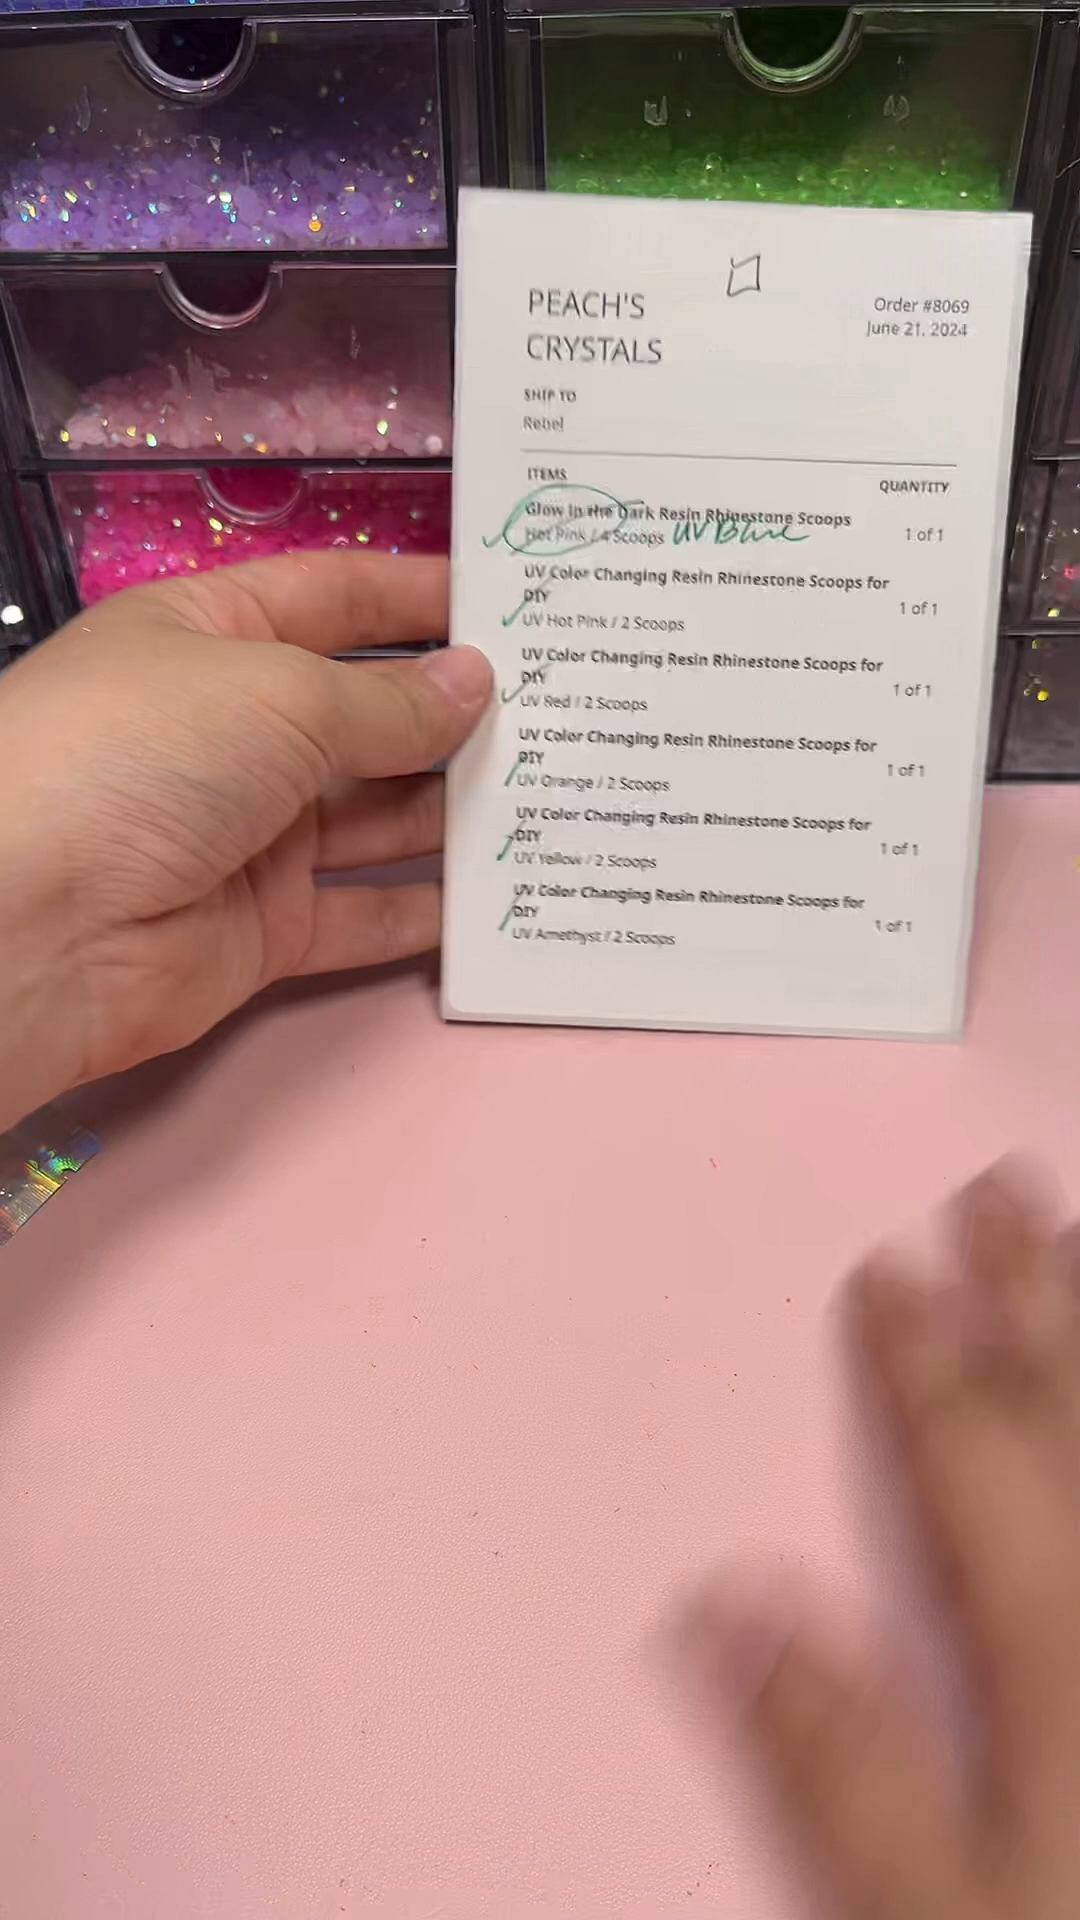 PEACH'S
CRYSTALS
Order #8069
June 21, 2024
SHIP TO
Rebel
ITEMS
QUANTITY
Glow in the Dark Resin Rhinestone Scoops
Hot Pink / 4 Scoops UV Blue
1 of 1
UV Color Changing Resin Rhinestone Scoops for
DIY
UV Hot Pink / 2 Scoops
1 of 1
UV Color Changing Resin Rhinestone Scoops for
DIY
UV Red / 2 Scoops
1 of 1
UV Color Changing Resin Rhinestone Scoops for
DIY
UV Orange / 2 Scoops
1 of 1
UV Color Changing Resin Rhinestone Scoops for
DIY
UV Yellow / 2 Scoops
1 of 1
UV Color Changing Resin Rhinestone Scoops for
DIY
UV Amethyst / 2 Scoops
1 of 1